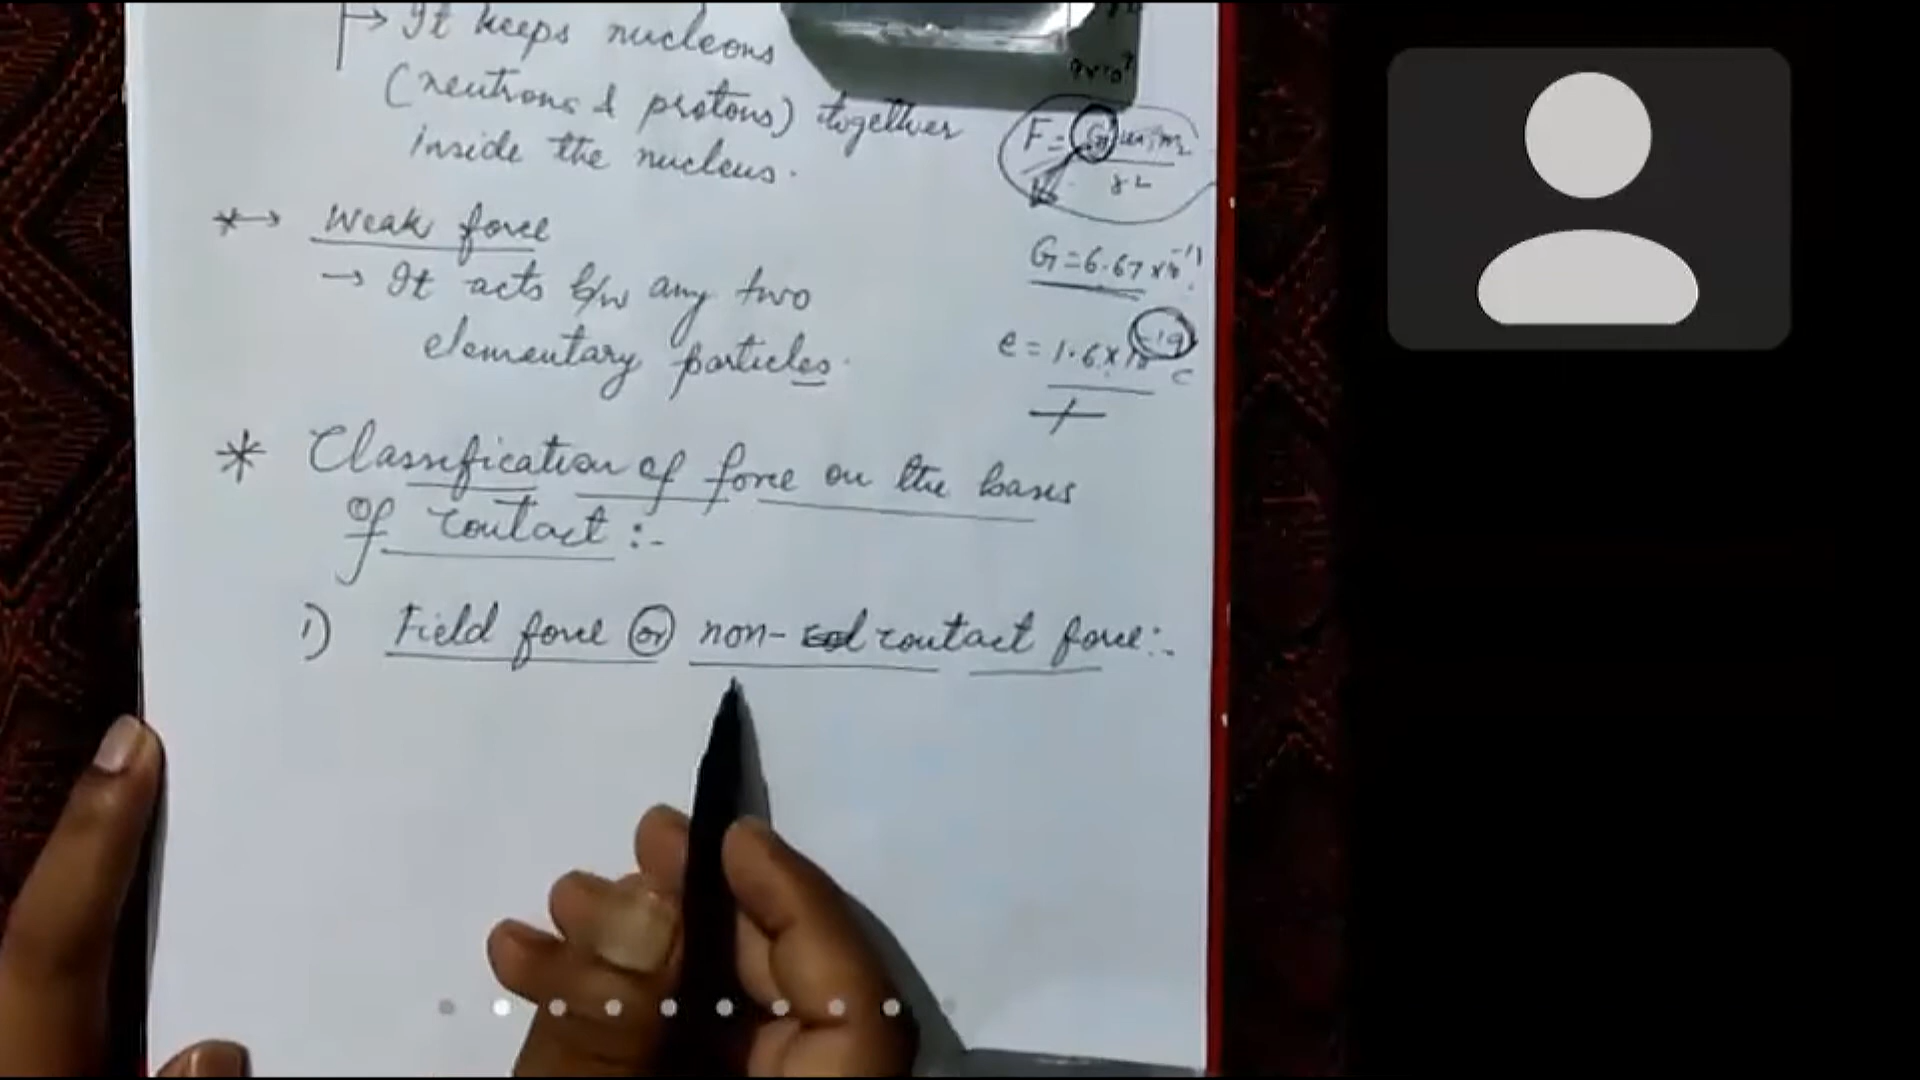 → It keeps nucleons
(neutrons & protons) together
inside the nucleus.
F = G m₁m₂
r²
*→ Weak force
G = 6.67 × 10⁻¹¹
→ It acts b/w any two
elementary particles.
e = 1.6 × 10⁻¹⁹ C
* Classification of force on the basis
of contact :-
1) Field force or non- contact force:-